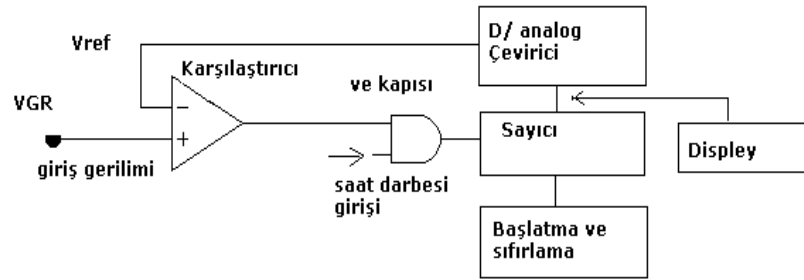 D/ analog
Çevirici
Vref
Karşılaştırıcı
ve kapısı
VGR
−
+
Sayıcı
Displey
giriş gerilimi
saat darbesi
girişi
Başlatma ve
sıfırlama